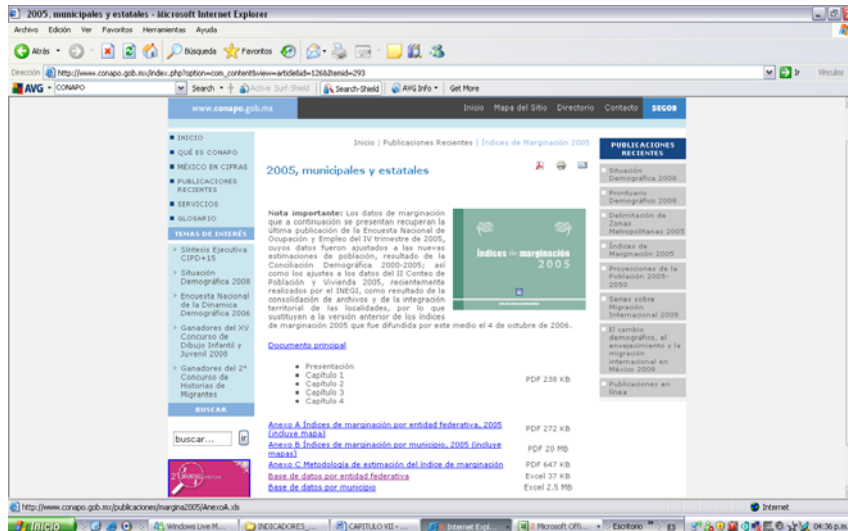 2005, municipales y estatales - Microsoft Internet Explorer
Archivo Edición Ver Favoritos Herramientas Ayuda
Atrás Búsqueda Favoritos
Dirección http://www.conapo.gob.mx/index.php?option=com_content&view=article&id=126&Itemid=293 Ir Vínculos
AVG CONAPO Search Active Surf-Shield Search-Shield AVG Info Get More
www.conapo.gob.mx Inicio Mapa del Sitio Directorio Contacto SEGOB
INICIO
QUÉ ES CONAPO
MÉXICO EN CIFRAS
PUBLICACIONES
RECIENTES
SERVICIOS
GLOSARIO
TEMAS DE INTERÉS
> Síntesis Ejecutiva
CIPD+15
> Situación
Demográfica 2008
> Encuesta Nacional
de la Dinamica
Demográfica 2006
> Ganadores del XV
Concurso de
Dibujo Infantil y
Juvenil 2008
> Ganadores del 2°
Concurso de
Historias de
Migrantes
BUSCAR
buscar... ir
Inicio | Publicaciones Recientes | Índices de Marginación 2005
2005, municipales y estatales
Nota importante: Los datos de marginación
que a continuación se presentan recuperan la
última publicación de la Encuesta Nacional de
Ocupación y Empleo del IV trimestre de 2005,
cuyos datos fueron ajustados a las nuevas
estimaciones de población, resultado de la
Conciliación Demográfica 2000-2005; así
como los ajustes a los datos del II Conteo de
Población y Vivienda 2005, recientemente
realizados por el INEGI, como resultado de la
consolidación de archivos y de la integración
territorial de las localidades, por lo que
sustituyen a la versión anterior de los índices
de marginación 2005 que fue difundida por este medio el 4 de octubre de 2006.
Índices de marginación
2005
Documento principal
Presentación
Capítulo 1
Capítulo 2
Capítulo 3
Capítulo 4
PDF 238 KB
Anexo A Índices de marginación por entidad federativa, 2005
(incluye mapa) PDF 272 KB
Anexo B Índices de marginación por municipio, 2005 (incluye
mapas) PDF 20 MB
Anexo C Metodología de estimación del índice de marginación PDF 647 KB
Base de datos por entidad federativa Excel 37 KB
Base de datos por municipio Excel 2.5 MB
PUBLICACIONES
RECIENTES
Situación
Demográfica 2008
Prontuario
Demográfico 2008
Delimitación de
Zonas
Metropolitanas 2005
Índices de
Marginación 2005
Proyecciones de la
Población 2005-
2050
Series sobre
Migración
Internacional 2008
El cambio
demográfico, el
envejecimiento y la
migración
internacional en
México 2008
Publicaciones en
línea
http://www.conapo.gob.mx/publicaciones/margina2005/AnexoA.xls Internet
Inicio Windows Live M... INDICADORES_... CAPITULO VII - ... Internet Expl... 2 Microsoft Offi... Escritorio ES 04:36 p.m.